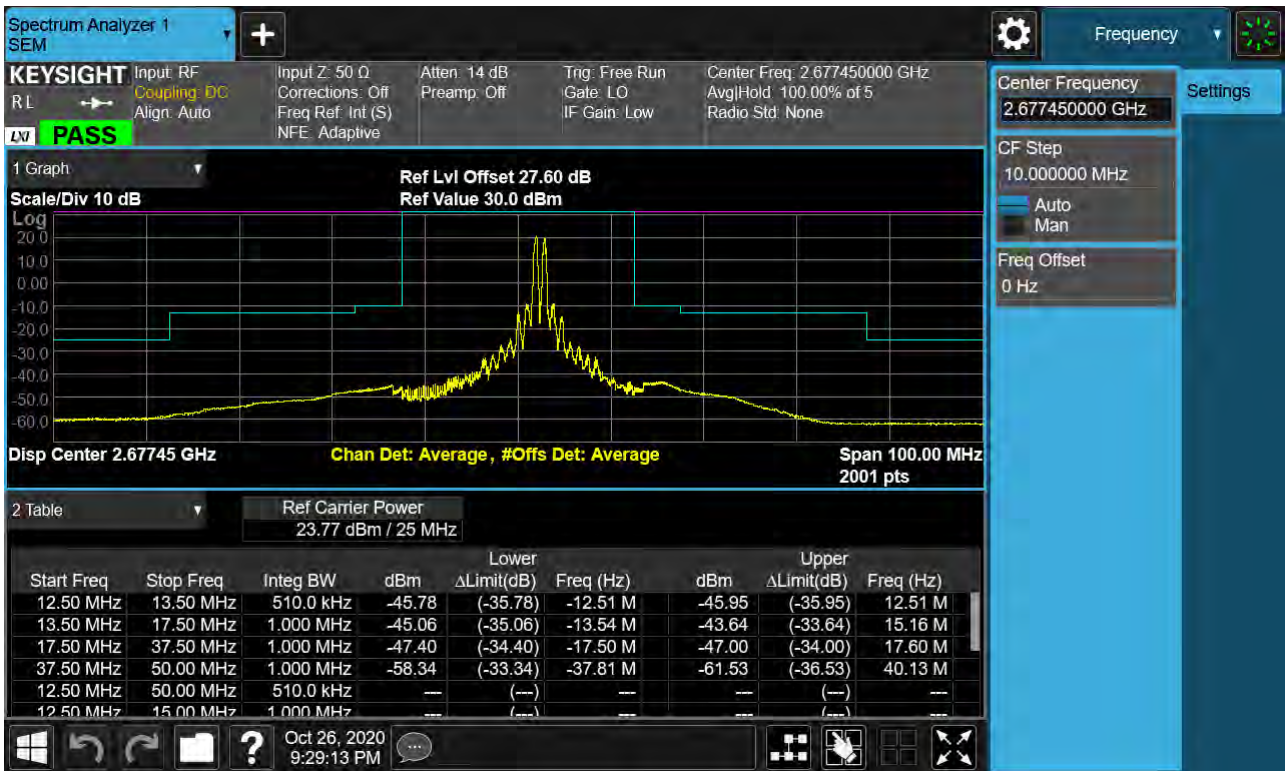 Spectrum Analyzer 1
SEM
Frequency
KEYSIGHT
R L
LXI
PASS
Input: RF
Coupling: DC
Align: Auto
Input Z: 50 Ω
Corrections: Off
Freq Ref: Int (S)
NFE: Adaptive
Atten: 14 dB
Preamp: Off
Trig: Free Run
Gate: LO
IF Gain: Low
Center Freq: 2.677450000 GHz
Avg|Hold: 100.00% of 5
Radio Std: None
Center Frequency
2.677450000 GHz
Settings
CF Step
10.000000 MHz
Auto
Man
Freq Offset
0 Hz
1 Graph
Scale/Div 10 dB
Ref Lvl Offset 27.60 dB
Ref Value 30.0 dBm
Log
20.0
10.0
0.00
-10.0
-20.0
-30.0
-40.0
-50.0
-60.0
Disp Center 2.67745 GHz
Chan Det: Average, #Offs Det: Average
Span 100.00 MHz
2001 pts
2 Table
Ref Carrier Power
23.77 dBm / 25 MHz
Lower Upper
Start Freq Stop Freq Integ BW dBm ΔLimit(dB) Freq (Hz) dBm ΔLimit(dB) Freq (Hz)
12.50 MHz 13.50 MHz 510.0 kHz -45.78 (-35.78) -12.51 M -45.95 (-35.95) 12.51 M
13.50 MHz 17.50 MHz 1.000 MHz -45.06 (-35.06) -13.54 M -43.64 (-33.64) 15.16 M
17.50 MHz 37.50 MHz 1.000 MHz -47.40 (-34.40) -17.50 M -47.00 (-34.00) 17.60 M
37.50 MHz 50.00 MHz 1.000 MHz -58.34 (-33.34) -37.81 M -61.53 (-36.53) 40.13 M
12.50 MHz 50.00 MHz 510.0 kHz --- (---) --- --- (---) ---
12.50 MHz 15.00 MHz 1.000 MHz --- (---) --- --- (---) ---
?
Oct 26, 2020
9:29:13 PM